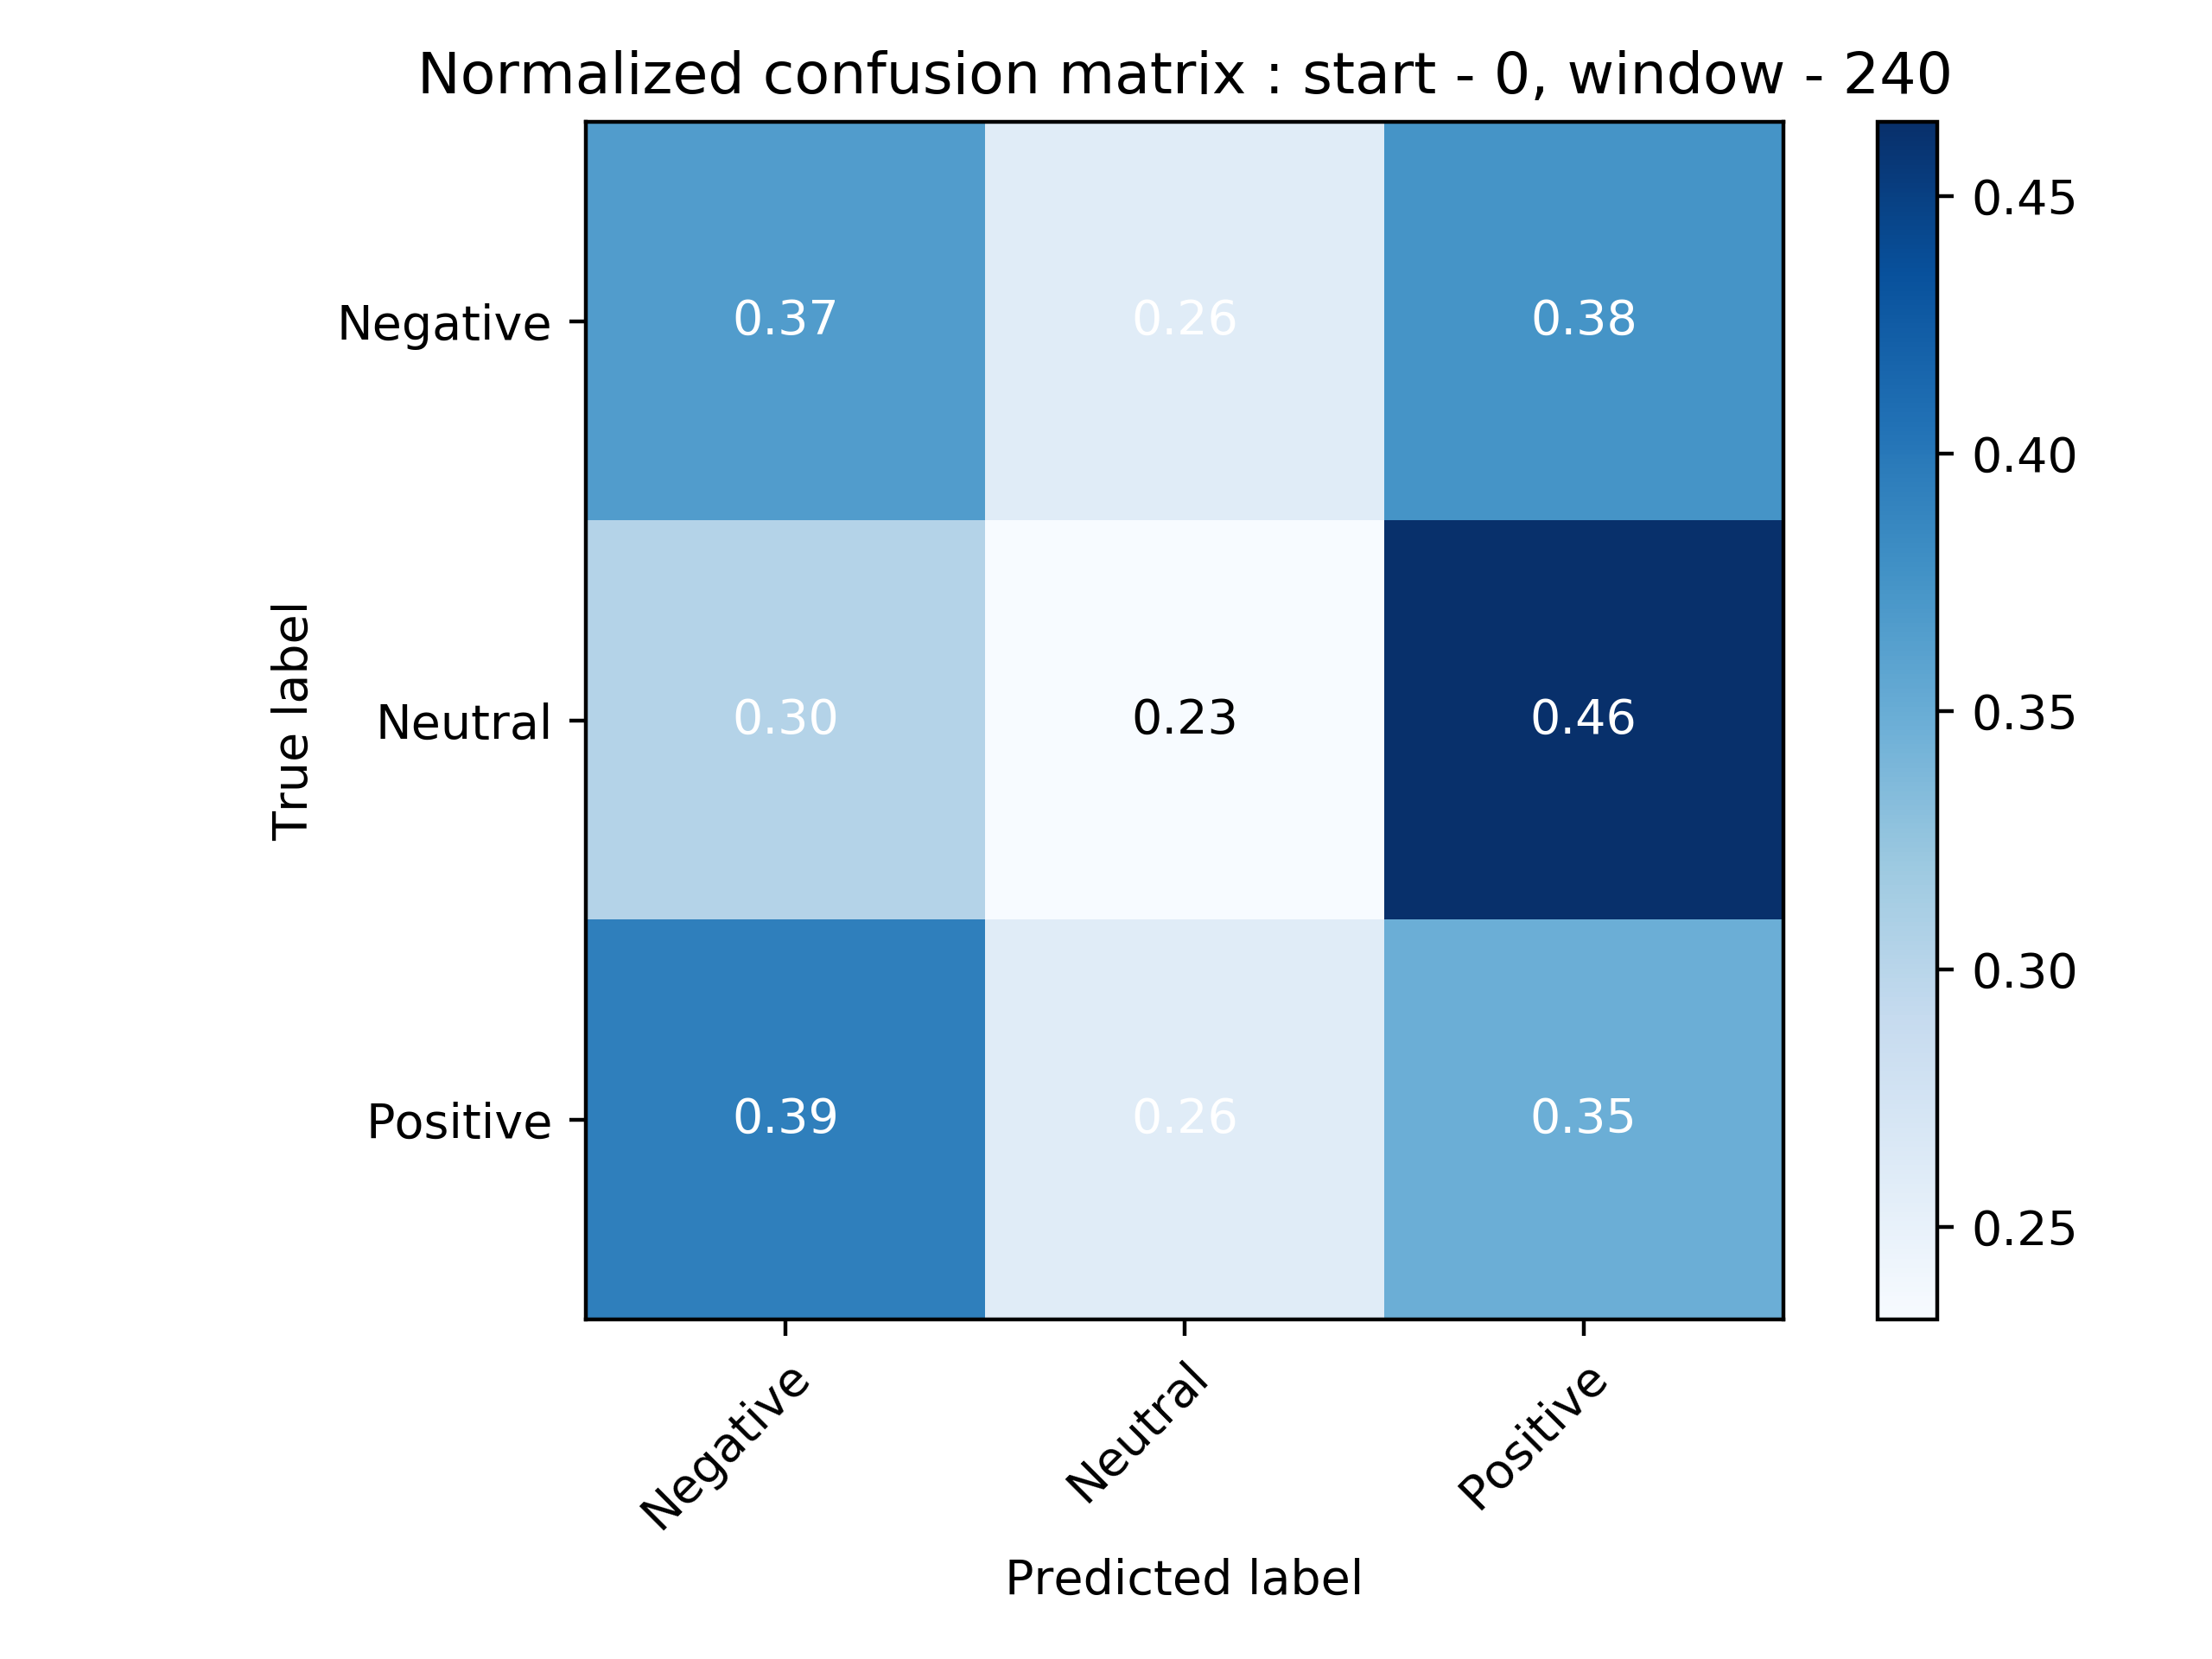 Normalized confusion matrix : start - 0, window - 240
True label
Negative
0.37
0.26
0.38
Neutral
0.30
0.23
0.46
Positive
0.39
0.26
0.35
Negative
Neutral
Positive
Predicted label
0.45
0.40
0.35
0.30
0.25